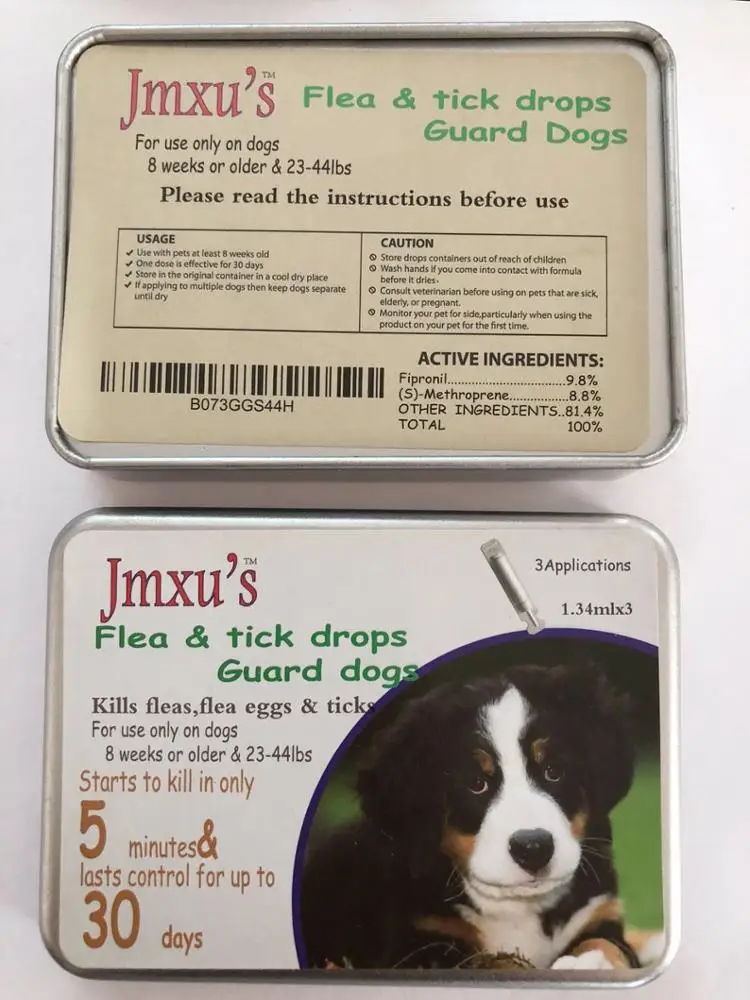 Jmxu's™
Flea & tick drops
Guard Dogs
For use only on dogs
8 weeks or older & 23-44lbs
Please read the instructions before use
USAGE
✔ Use with pets at least 8 weeks old
✔ One dose is effective for 30 days
✔ Store in the original container in a cool dry place
✔ If applying to multiple dogs then keep dogs separate
until dry
CAUTION
Store drops containers out of reach of children
Wash hands if you come into contact with formula
before it dries.
Consult veterinarian before using on pets that are sick,
elderly, or pregnant.
Monitor your pet for side,particularly when using the
product on your pet for the first time.
B073GGS44H
ACTIVE INGREDIENTS:
Fipronil..............................9.8%
(S)-Methroprene...............8.8%
OTHER INGREDIENTS..81.4%
TOTAL 100%
Jmxu's™
Flea & tick drops
Guard dogs
3Applications
1.34mlx3
Kills fleas,flea eggs & ticks
For use only on dogs
8 weeks or older & 23-44lbs
Starts to kill in only
5 minutes&
lasts control for up to
30 days